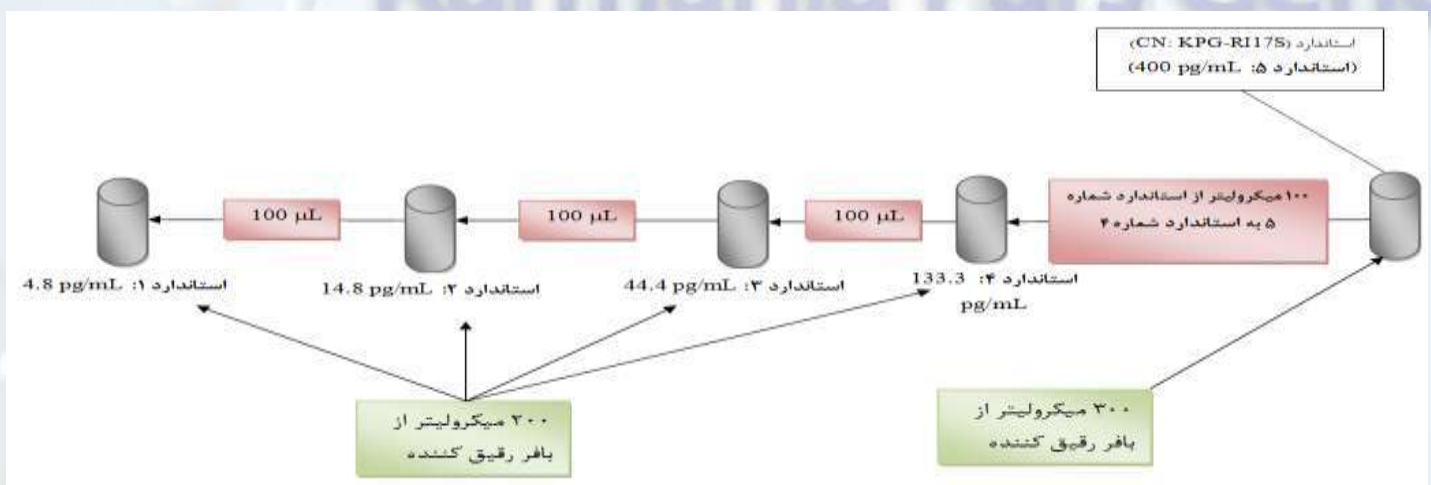 استاندارد (CN: KPG-RI17S)
(استاندارد ۵: 400 pg/mL)
۱۰۰ میکرولیتر از استاندارد شماره
۵ به استاندارد شماره ۴
100 µL
100 µL
100 µL
استاندارد ۴: 133.3
pg/mL
استاندارد ۳: 44.4 pg/mL
استاندارد ۲: 14.8 pg/mL
استاندارد ۱: 4.8 pg/mL
۳۰۰ میکرولیتر از
بافر رقیق کننده
۲۰۰ میکرولیتر از
بافر رقیق کننده